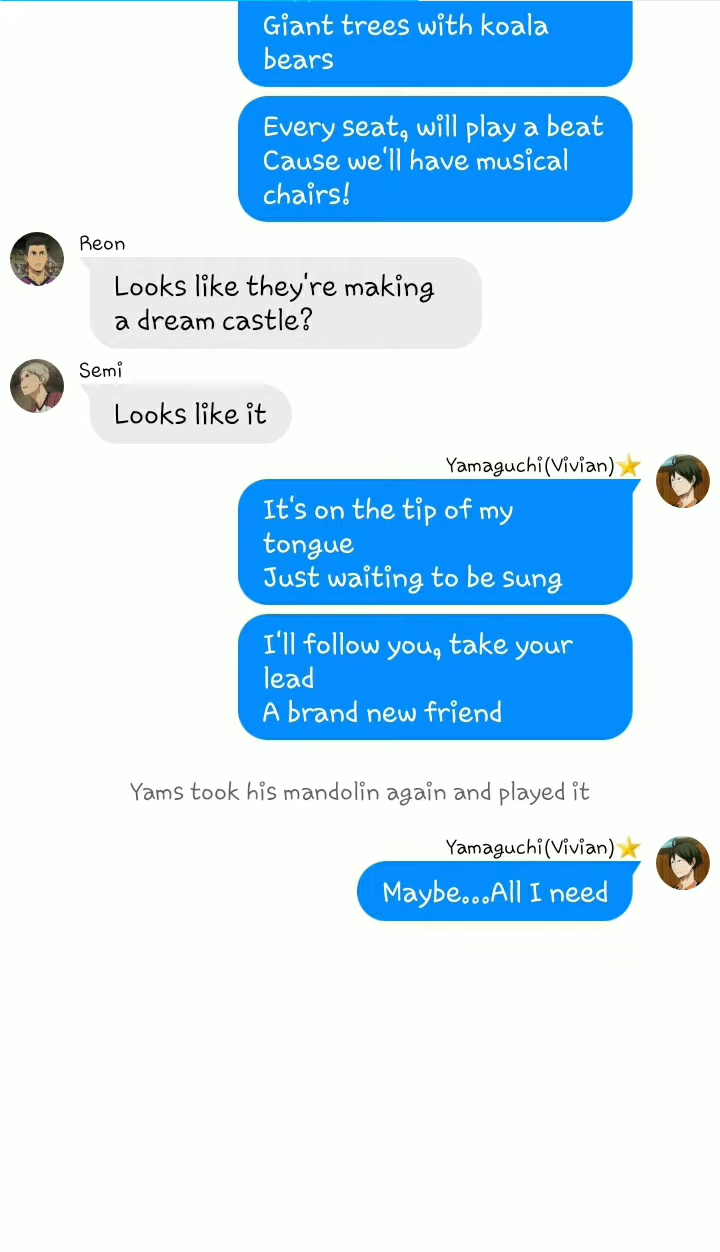 Giant trees with koala
bears
Every seat, will play a beat
Cause we'll have musical
chairs!
Reon
Looks like they're making
a dream castle?
Semi
Looks like it
Yamaguchi(Vivian)⭐
It's on the tip of my
tongue
Just waiting to be sung
I'll follow you, take your
lead
A brand new friend
Yams took his mandolin again and played it
Yamaguchi(Vivian)⭐
Maybe...All I need